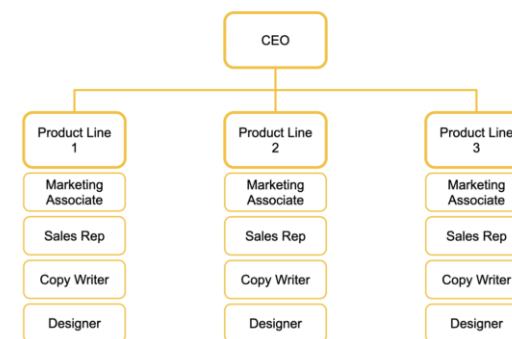 CEO
Product Line
1
Product Line
2
Product Line
3
Marketing
Associate
Marketing
Associate
Marketing
Associate
Sales Rep
Sales Rep
Sales Rep
Copy Writer
Copy Writer
Copy Writer
Designer
Designer
Designer